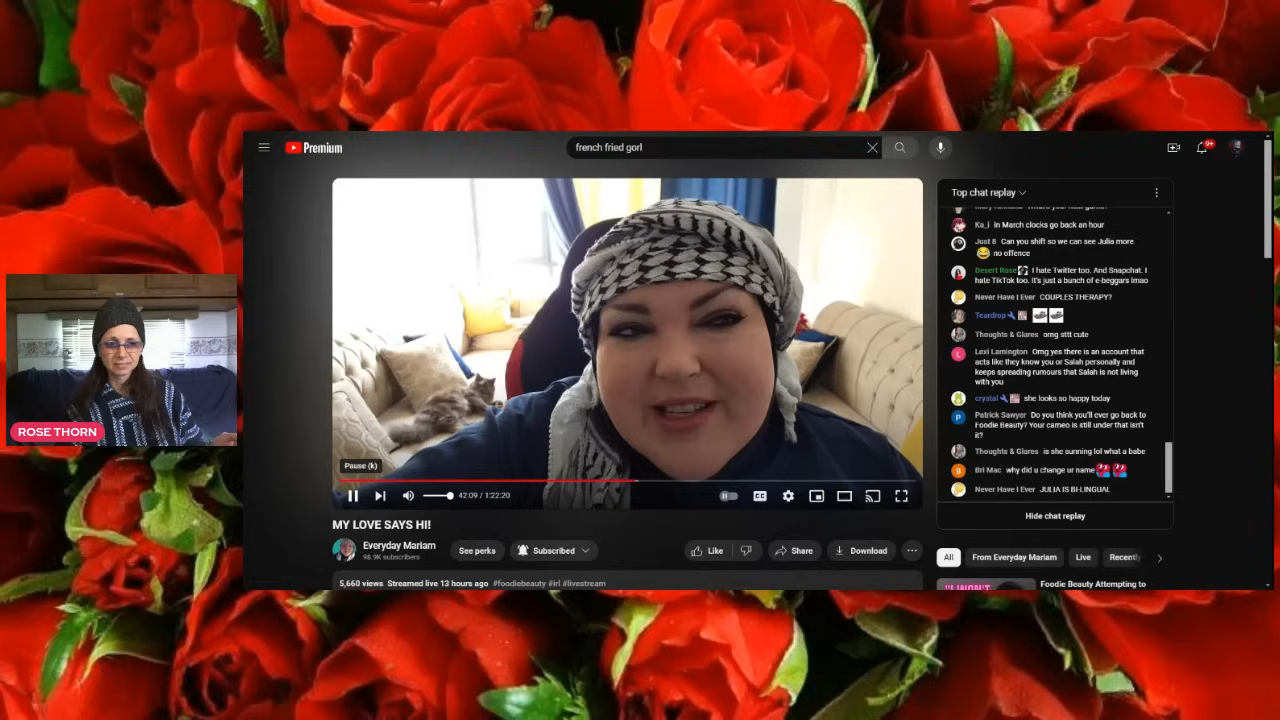 Premium
french fried gorl
9+
Top chat replay
Ka_i in March clocks go back an hour
Just 8 Can you shift so we can see Julia more
😂 no offence
Desert Rose I hate Twitter too. And Snapchat. I
hate TikTok too. It's just a bunch of e-beggars lmao
Never Have I Ever COUPLES THERAPY?
Teardrop
Thoughts & Glares omg sttt cute
L Lexi Lamington Omg yes there is an account that
acts like they know you or Salah personally and
keeps spreading rumours that Salah is not living
with you
crystal she looks so happy today
P Patrick Sawyer Do you think you'll ever go back to
Foodie Beauty? Your cameo is still under that isn't
it?
Thoughts & Glares is she sunning lol what a babe
B Bri Mac why did u change ur name
Never Have I Ever JULIA IS BI-LINGUAL
Hide chat replay
ROSE THORN
Pause (k)
42:09 / 1:22:20
CC
MY LOVE SAYS HI!
Everyday Mariam
98.9K subscribers
See perks
Subscribed
Like
Share
Download
5,660 views Streamed live 13 hours ago #foodiebeauty #irl #livestream
All
From Everyday Mariam
Live
Recently
"I WON'T
Foodie Beauty Attempting to